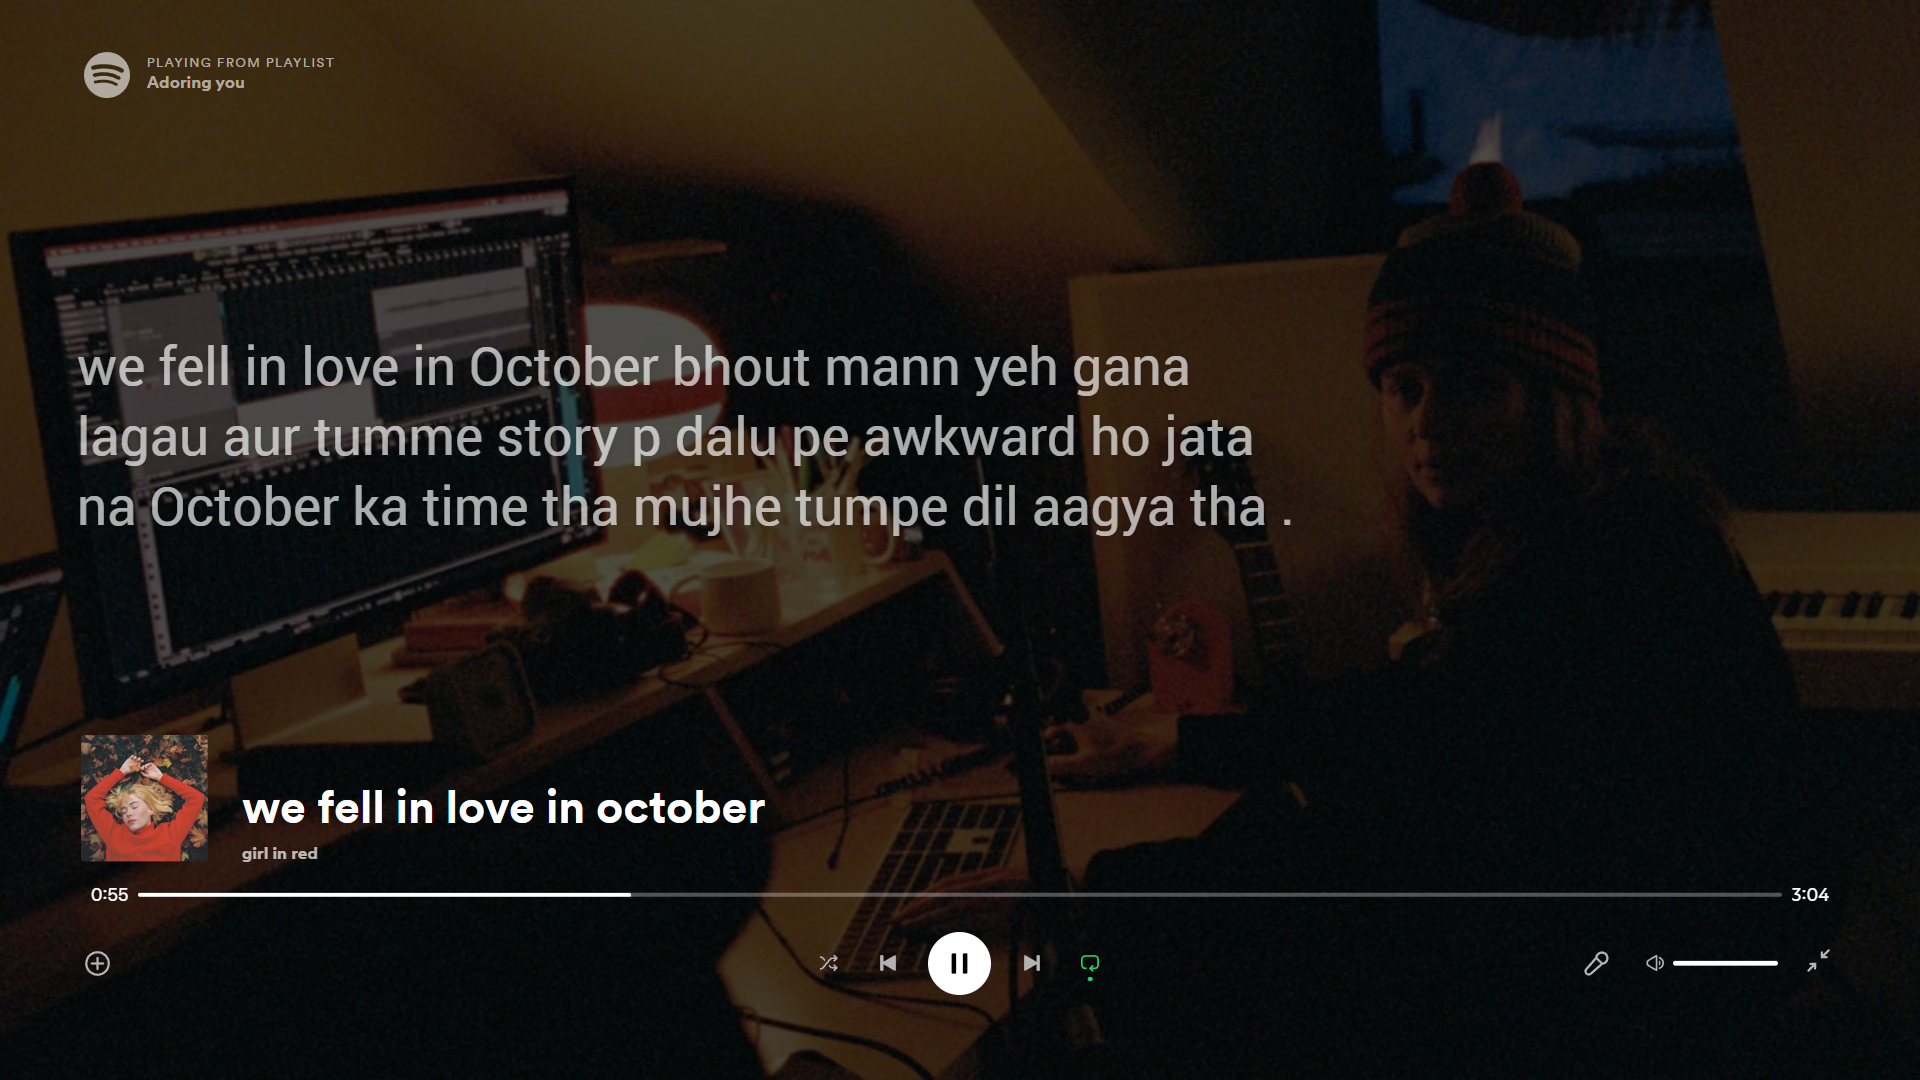 PLAYING FROM PLAYLIST
Adoring you
we fell in love in October bhout mann yeh gana
lagau aur tumme story p dalu pe awkward ho jata
na October ka time tha mujhe tumpe dil aagya tha .
we fell in love in october
girl in red
0:55
3:04